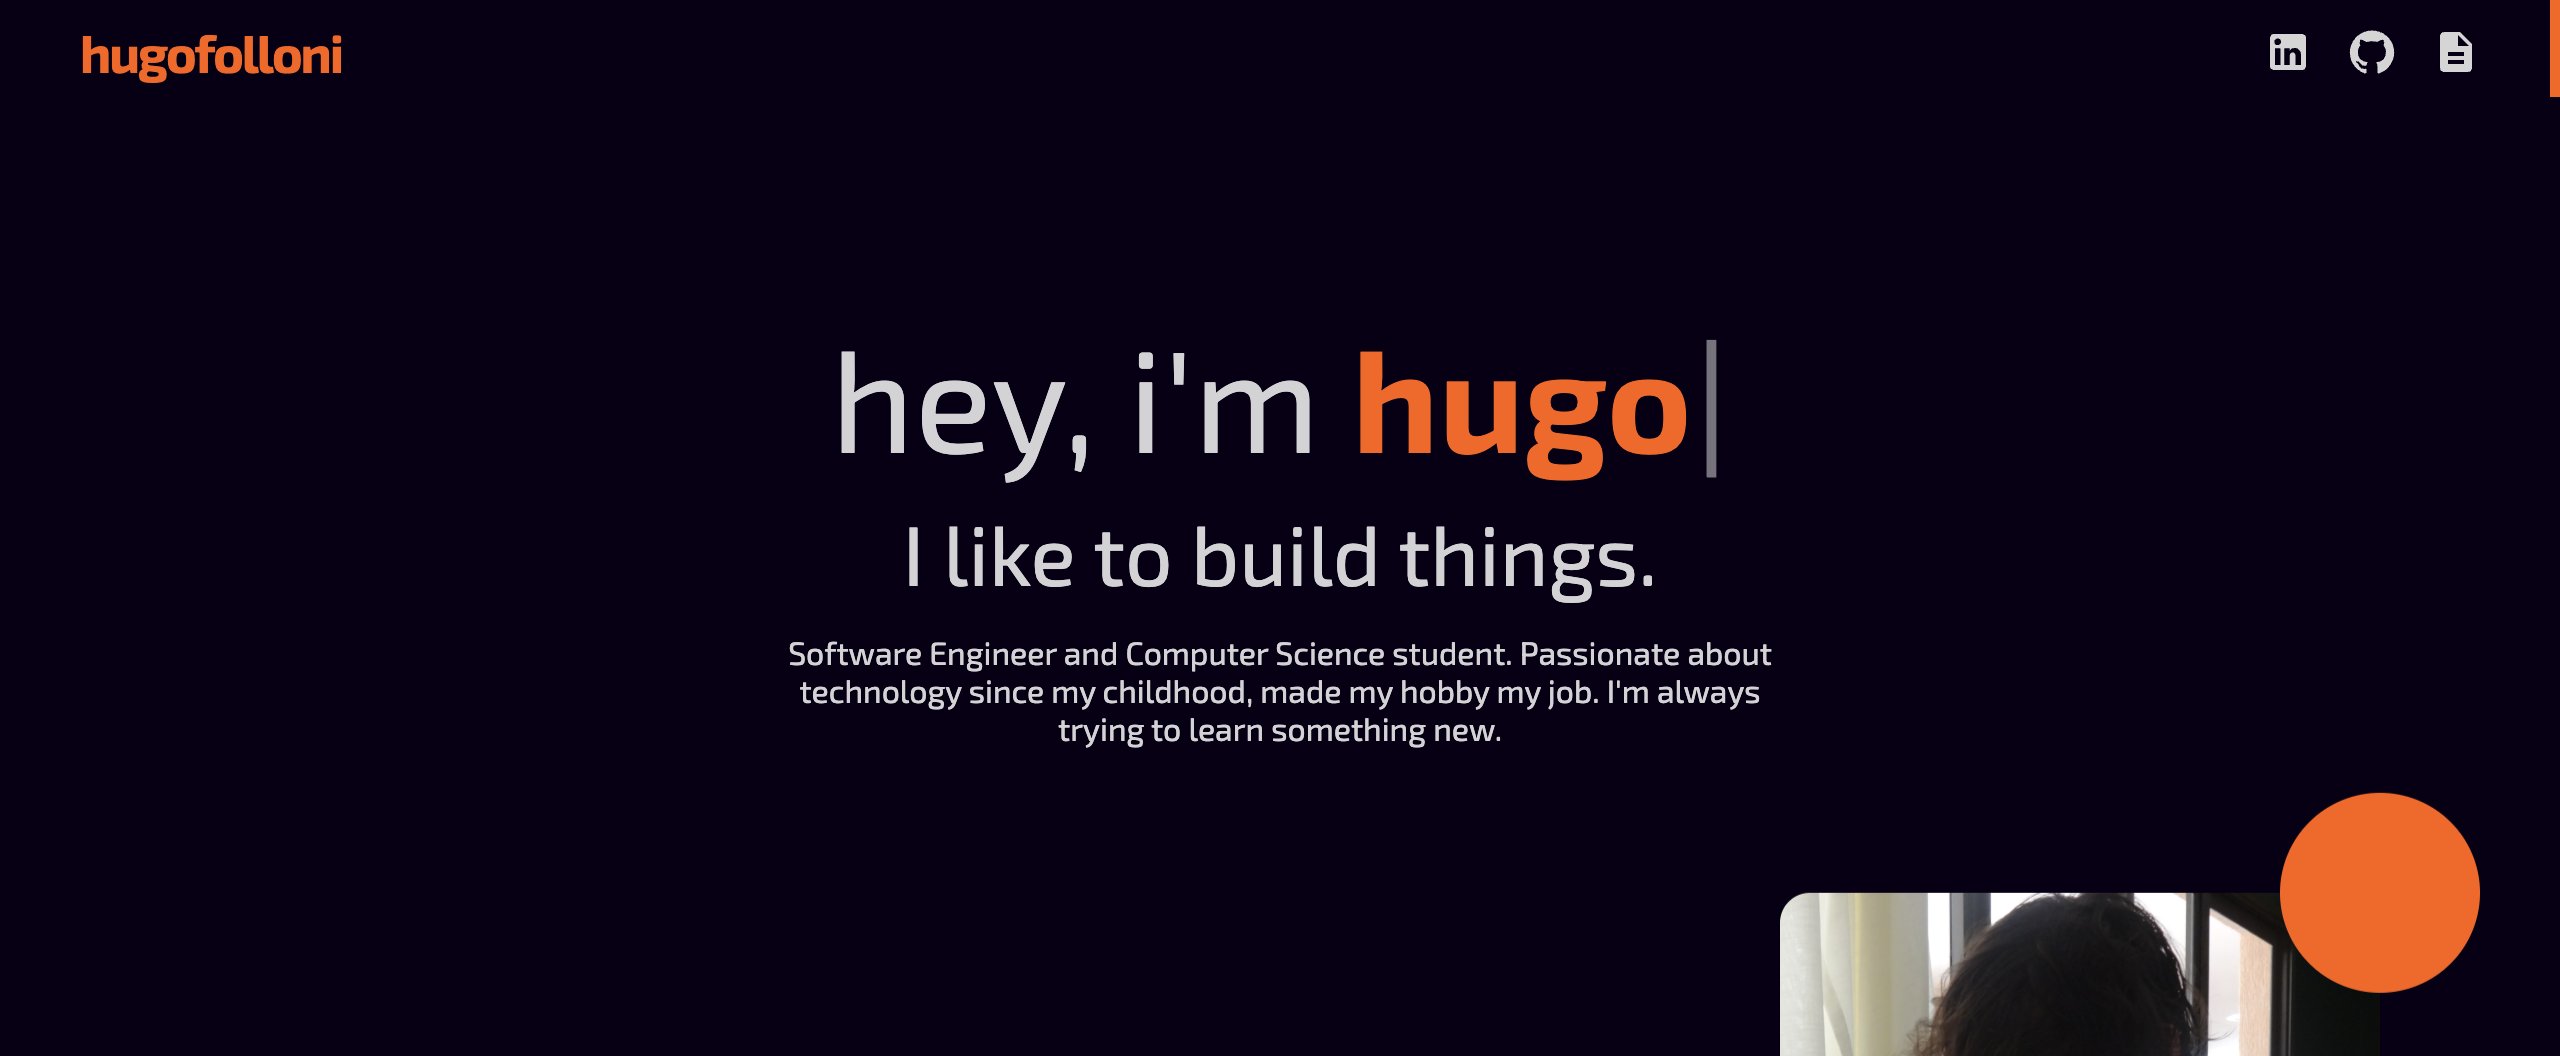 hugofolloni
in
hey, i'm hugo
I like to build things.
Software Engineer and Computer Science student. Passionate about
technology since my childhood, made my hobby my job. I'm always
trying to learn something new.